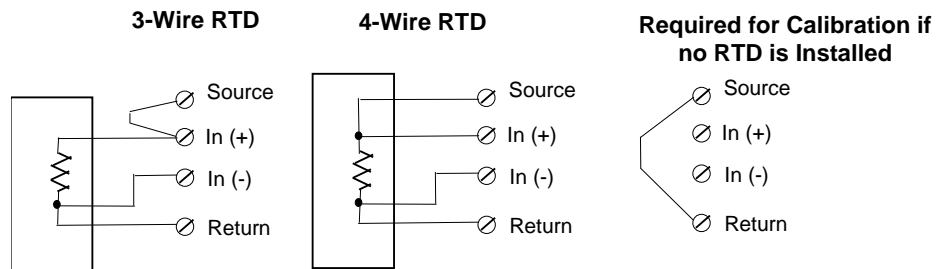 3-Wire RTD
Source
In (+)
In (-)
Return
4-Wire RTD
Source
In (+)
In (-)
Return
Required for Calibration if
no RTD is Installed
Source
In (+)
In (-)
Return